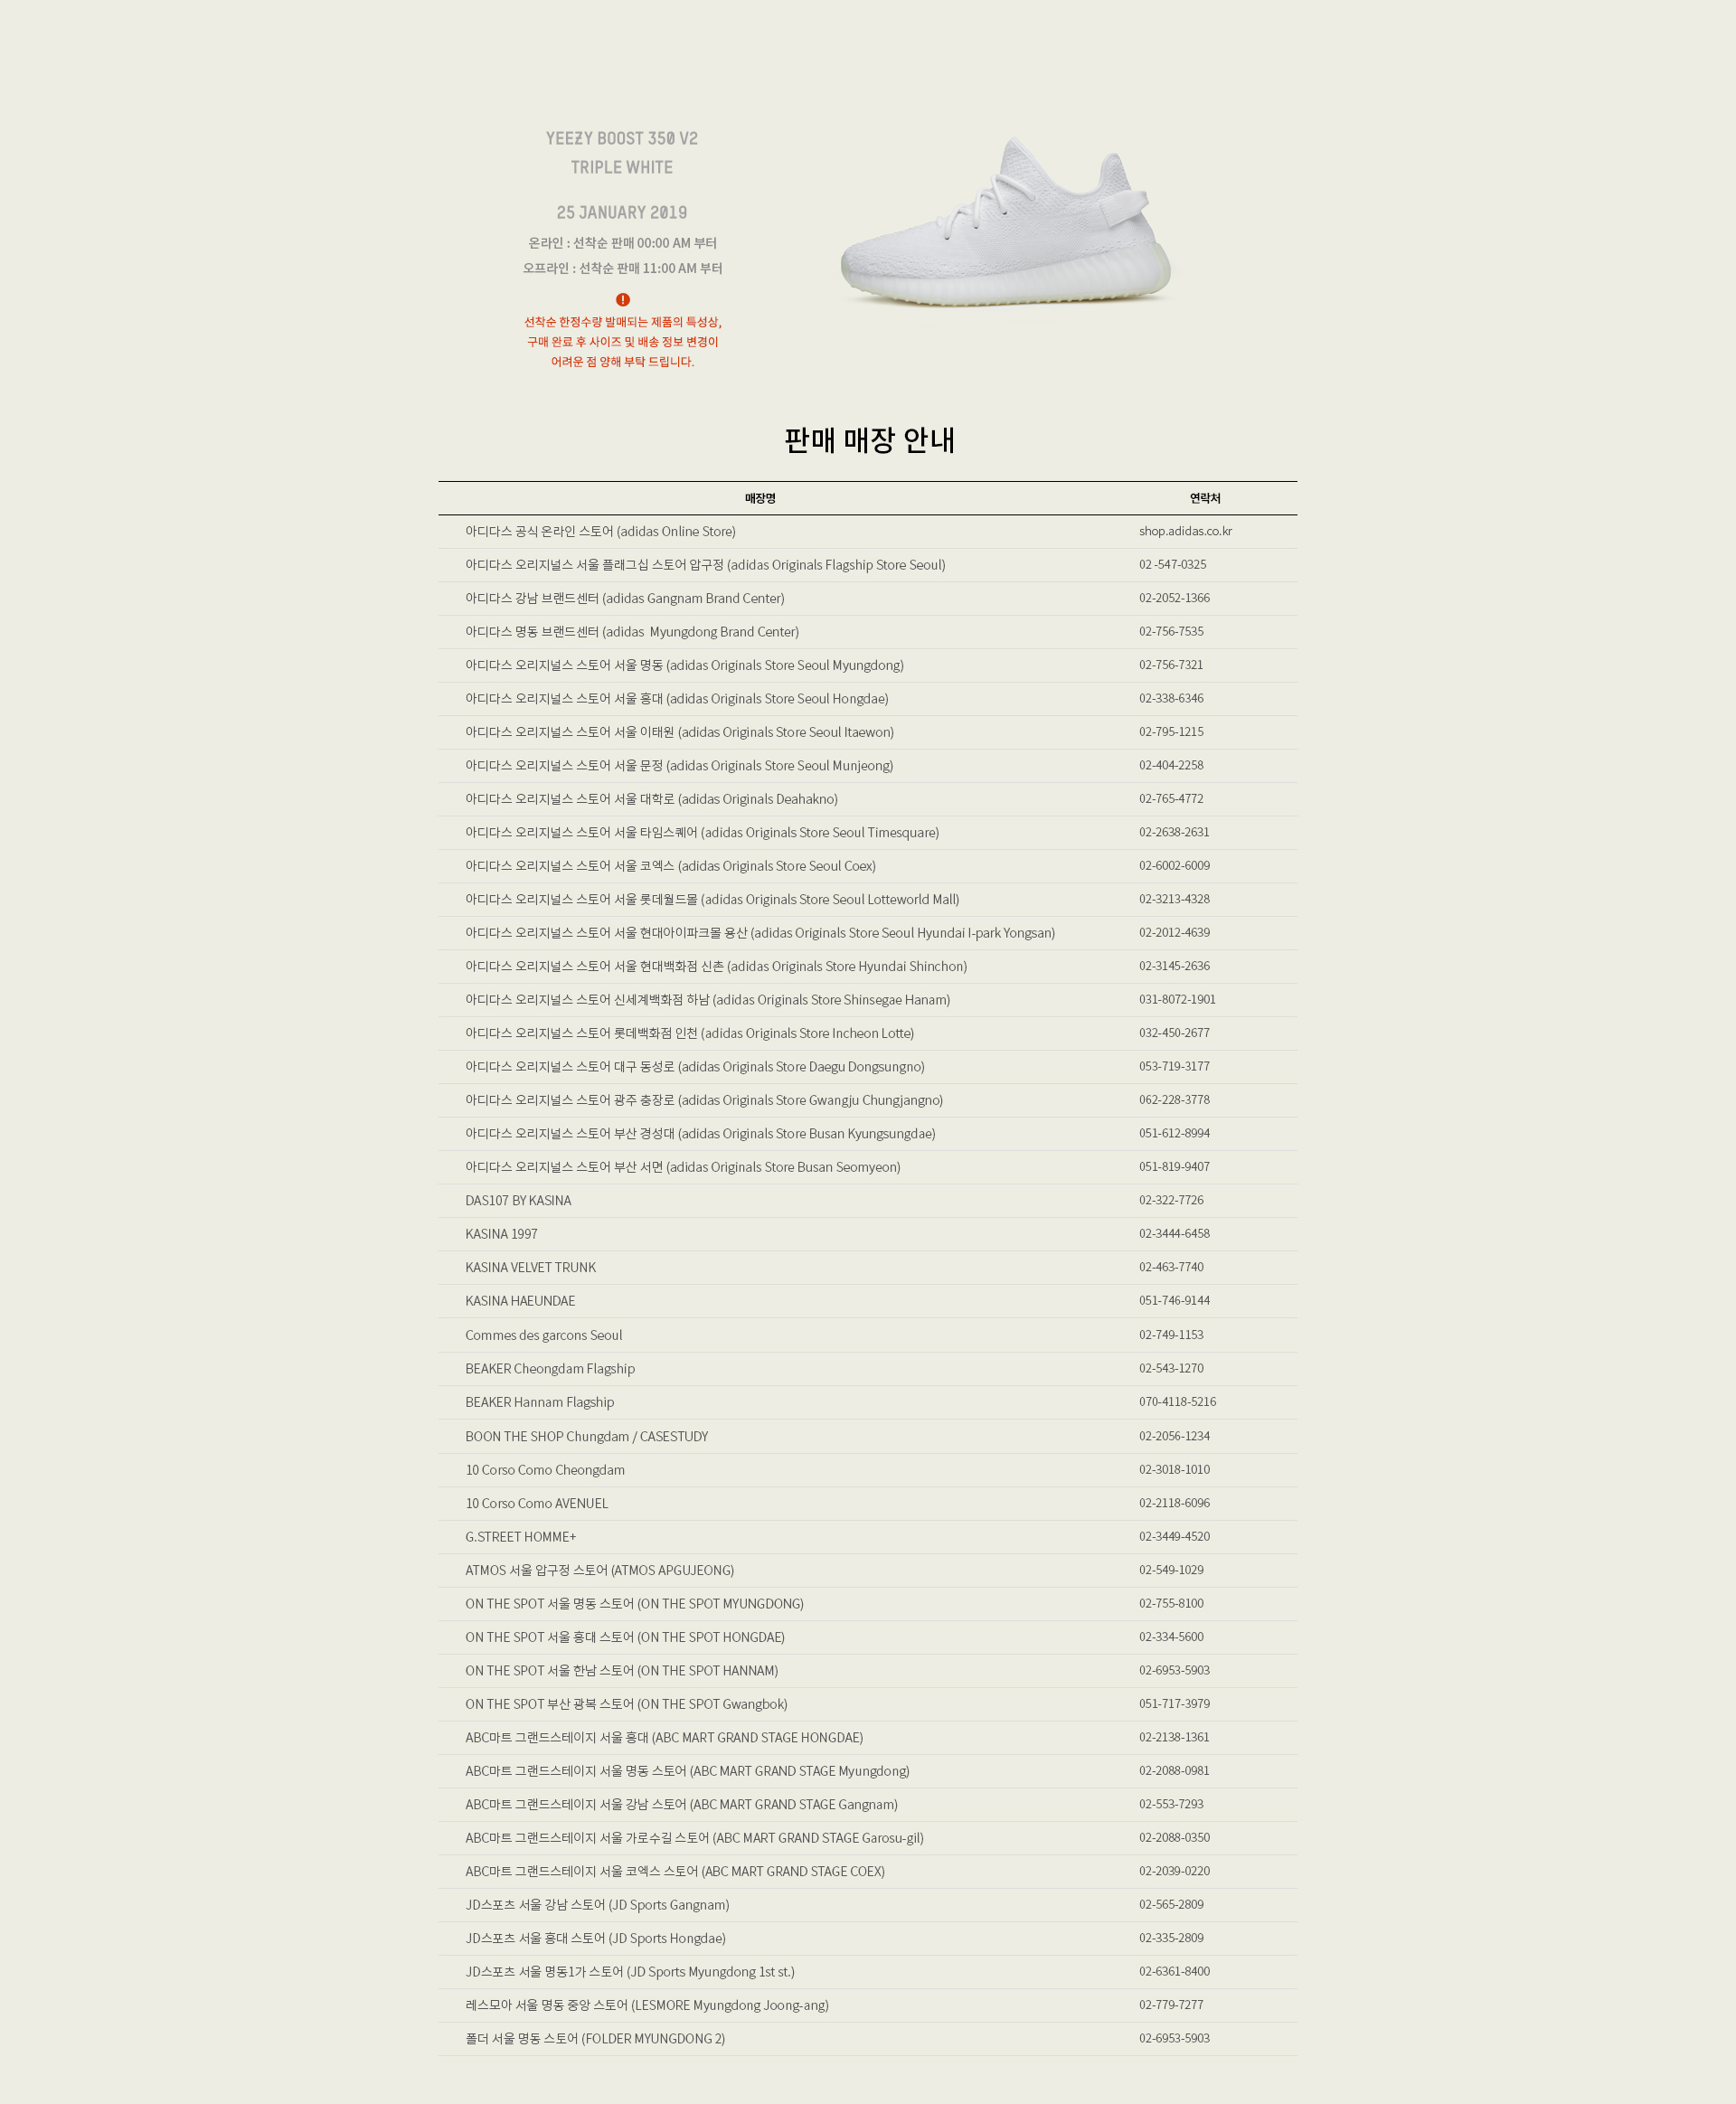 YEEZY BOOST 350 V2
TRIPLE WHITE
25 JANUARY 2019
온라인 : 선착순 판매 00:00 AM 부터
오프라인 : 선착순 판매 11:00 AM 부터
!
선착순 한정수량 발매되는 제품의 특성상,
구매 완료 후 사이즈 및 배송 정보 변경이
어려운 점 양해 부탁 드립니다.
판매 매장 안내
매장명 연락처
아디다스 공식 온라인 스토어 (adidas Online Store) shop.adidas.co.kr
아디다스 오리지널스 서울 플래그십 스토어 압구정 (adidas Originals Flagship Store Seoul) 02 -547-0325
아디다스 강남 브랜드센터 (adidas Gangnam Brand Center) 02-2052-1366
아디다스 명동 브랜드센터 (adidas  Myungdong Brand Center) 02-756-7535
아디다스 오리지널스 스토어 서울 명동 (adidas Originals Store Seoul Myungdong) 02-756-7321
아디다스 오리지널스 스토어 서울 홍대 (adidas Originals Store Seoul Hongdae) 02-338-6346
아디다스 오리지널스 스토어 서울 이태원 (adidas Originals Store Seoul Itaewon) 02-795-1215
아디다스 오리지널스 스토어 서울 문정 (adidas Originals Store Seoul Munjeong) 02-404-2258
아디다스 오리지널스 스토어 서울 대학로 (adidas Originals Deahakno) 02-765-4772
아디다스 오리지널스 스토어 서울 타임스퀘어 (adidas Originals Store Seoul Timesquare) 02-2638-2631
아디다스 오리지널스 스토어 서울 코엑스 (adidas Originals Store Seoul Coex) 02-6002-6009
아디다스 오리지널스 스토어 서울 롯데월드몰 (adidas Originals Store Seoul Lotteworld Mall) 02-3213-4328
아디다스 오리지널스 스토어 서울 현대아이파크몰 용산 (adidas Originals Store Seoul Hyundai I-park Yongsan) 02-2012-4639
아디다스 오리지널스 스토어 서울 현대백화점 신촌 (adidas Originals Store Hyundai Shinchon) 02-3145-2636
아디다스 오리지널스 스토어 신세계백화점 하남 (adidas Originals Store Shinsegae Hanam) 031-8072-1901
아디다스 오리지널스 스토어 롯데백화점 인천 (adidas Originals Store Incheon Lotte) 032-450-2677
아디다스 오리지널스 스토어 대구 동성로 (adidas Originals Store Daegu Dongsungno) 053-719-3177
아디다스 오리지널스 스토어 광주 충장로 (adidas Originals Store Gwangju Chungjangno) 062-228-3778
아디다스 오리지널스 스토어 부산 경성대 (adidas Originals Store Busan Kyungsungdae) 051-612-8994
아디다스 오리지널스 스토어 부산 서면 (adidas Originals Store Busan Seomyeon) 051-819-9407
DAS107 BY KASINA 02-322-7726
KASINA 1997 02-3444-6458
KASINA VELVET TRUNK 02-463-7740
KASINA HAEUNDAE 051-746-9144
Commes des garcons Seoul 02-749-1153
BEAKER Cheongdam Flagship 02-543-1270
BEAKER Hannam Flagship 070-4118-5216
BOON THE SHOP Chungdam / CASESTUDY 02-2056-1234
10 Corso Como Cheongdam 02-3018-1010
10 Corso Como AVENUEL 02-2118-6096
G.STREET HOMME+ 02-3449-4520
ATMOS 서울 압구정 스토어 (ATMOS APGUJEONG) 02-549-1029
ON THE SPOT 서울 명동 스토어 (ON THE SPOT MYUNGDONG) 02-755-8100
ON THE SPOT 서울 홍대 스토어 (ON THE SPOT HONGDAE) 02-334-5600
ON THE SPOT 서울 한남 스토어 (ON THE SPOT HANNAM) 02-6953-5903
ON THE SPOT 부산 광복 스토어 (ON THE SPOT Gwangbok) 051-717-3979
ABC마트 그랜드스테이지 서울 홍대 (ABC MART GRAND STAGE HONGDAE) 02-2138-1361
ABC마트 그랜드스테이지 서울 명동 스토어 (ABC MART GRAND STAGE Myungdong) 02-2088-0981
ABC마트 그랜드스테이지 서울 강남 스토어 (ABC MART GRAND STAGE Gangnam) 02-553-7293
ABC마트 그랜드스테이지 서울 가로수길 스토어 (ABC MART GRAND STAGE Garosu-gil) 02-2088-0350
ABC마트 그랜드스테이지 서울 코엑스 스토어 (ABC MART GRAND STAGE COEX) 02-2039-0220
JD스포츠 서울 강남 스토어 (JD Sports Gangnam) 02-565-2809
JD스포츠 서울 홍대 스토어 (JD Sports Hongdae) 02-335-2809
JD스포츠 서울 명동1가 스토어 (JD Sports Myungdong 1st st.) 02-6361-8400
레스모아 서울 명동 중앙 스토어 (LESMORE Myungdong Joong-ang) 02-779-7277
폴더 서울 명동 스토어 (FOLDER MYUNGDONG 2) 02-6953-5903